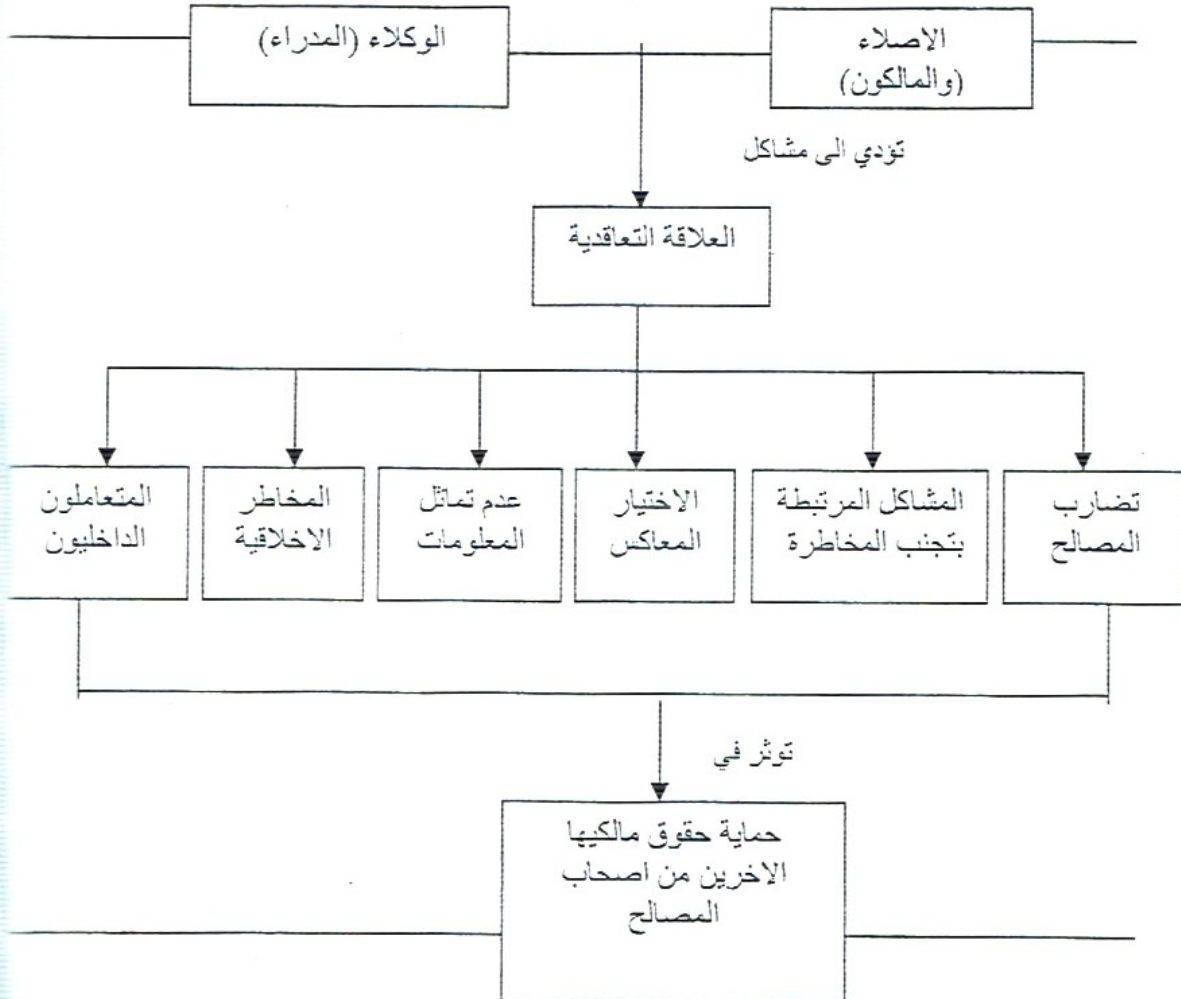 الاصلاء
(والمالكون)
الوكلاء (المدراء)
تؤدي الى مشاكل
العلاقة التعاقدية
تضارب
المصالح
المشاكل المرتبطة
بتجنب المخاطرة
الاختيار
المعاكس
عدم تماثل
المعلومات
المخاطر
الاخلاقية
المتعاملون
الداخليون
توثر في
حماية حقوق مالكيها
الاخرين من اصحاب
المصالح